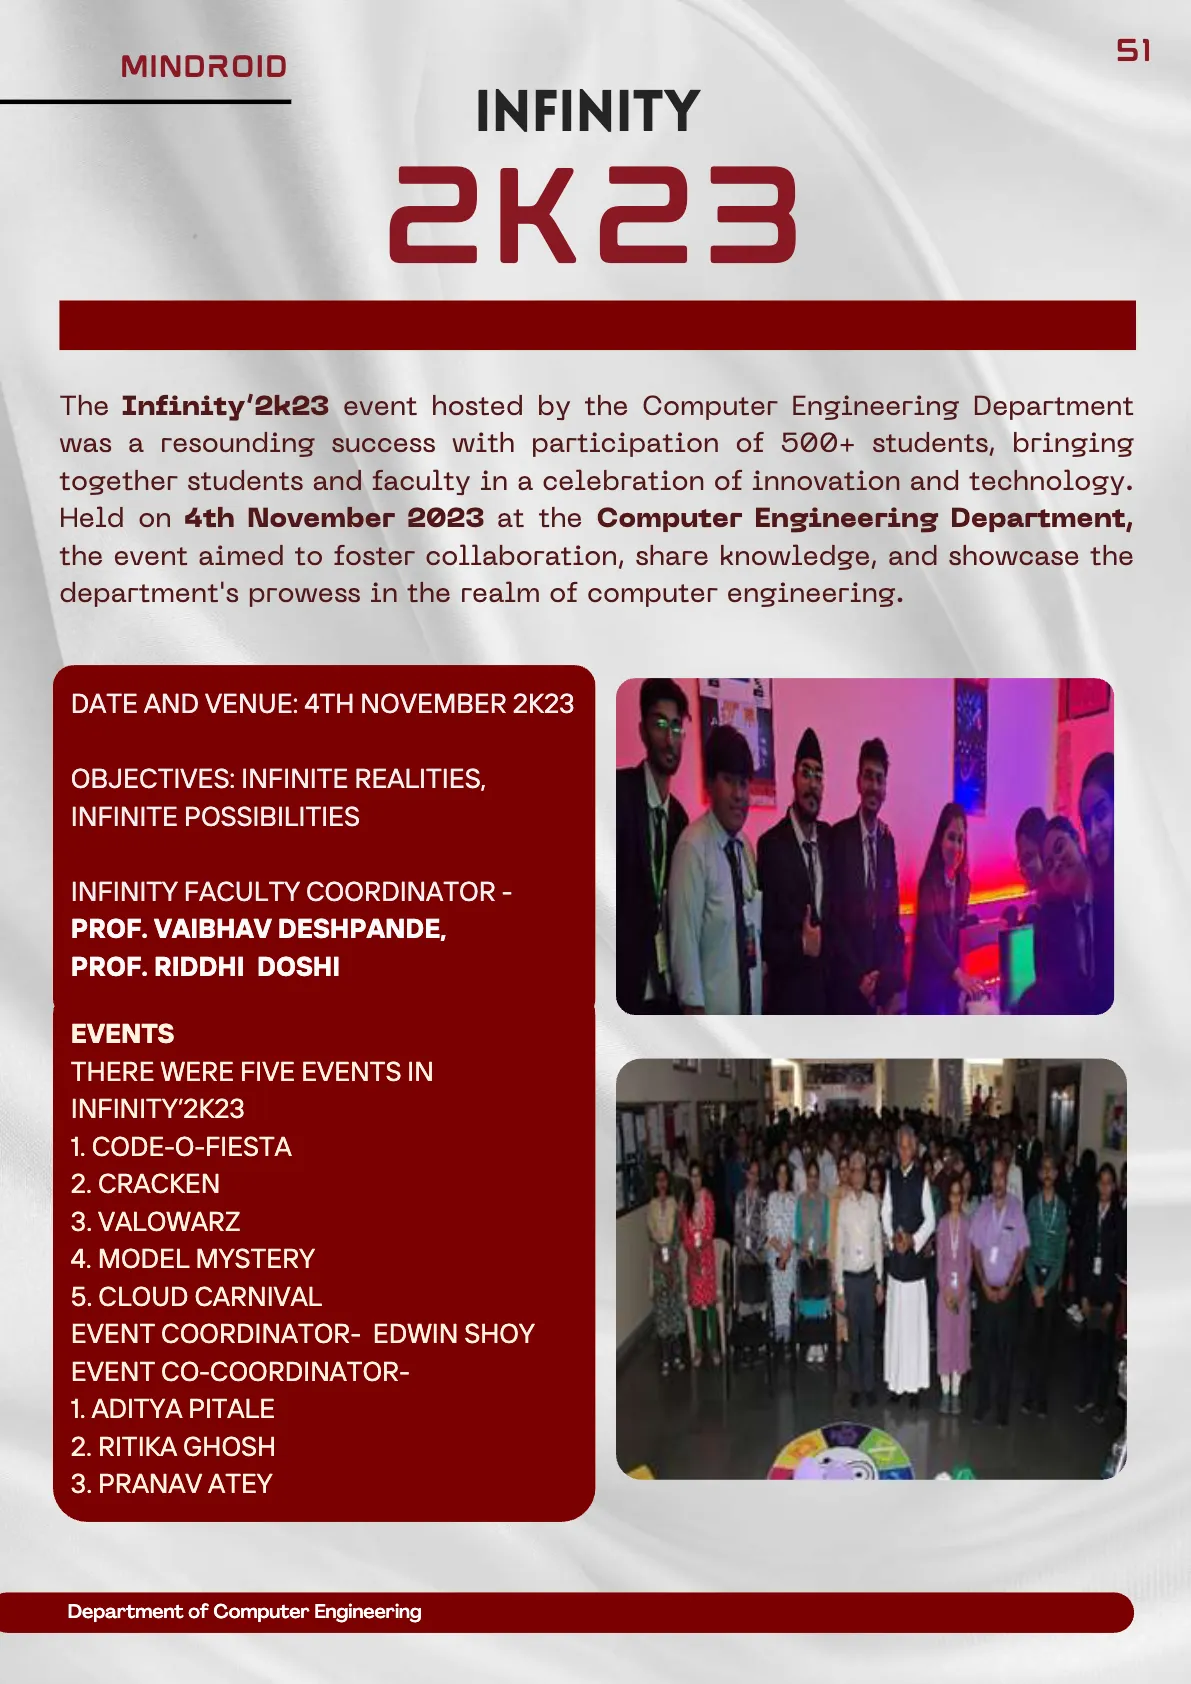 MINDROID
51
INFINITY
2K23
The Infinity'2k23 event hosted by the Computer Engineering Department
was a resounding success with participation of 500+ students, bringing
together students and faculty in a celebration of innovation and technology.
Held on 4th November 2023 at the Computer Engineering Department,
the event aimed to foster collaboration, share knowledge, and showcase the
department's prowess in the realm of computer engineering.
DATE AND VENUE: 4TH NOVEMBER 2K23
OBJECTIVES: INFINITE REALITIES,
INFINITE POSSIBILITIES
INFINITY FACULTY COORDINATOR -
PROF. VAIBHAV DESHPANDE,
PROF. RIDDHI DOSHI
EVENTS
THERE WERE FIVE EVENTS IN
INFINITY'2K23
1. CODE-O-FIESTA
2. CRACKEN
3. VALOWARZ
4. MODEL MYSTERY
5. CLOUD CARNIVAL
EVENT COORDINATOR- EDWIN SHOY
EVENT CO-COORDINATOR-
1. ADITYA PITALE
2. RITIKA GHOSH
3. PRANAV ATEY
Department of Computer Engineering